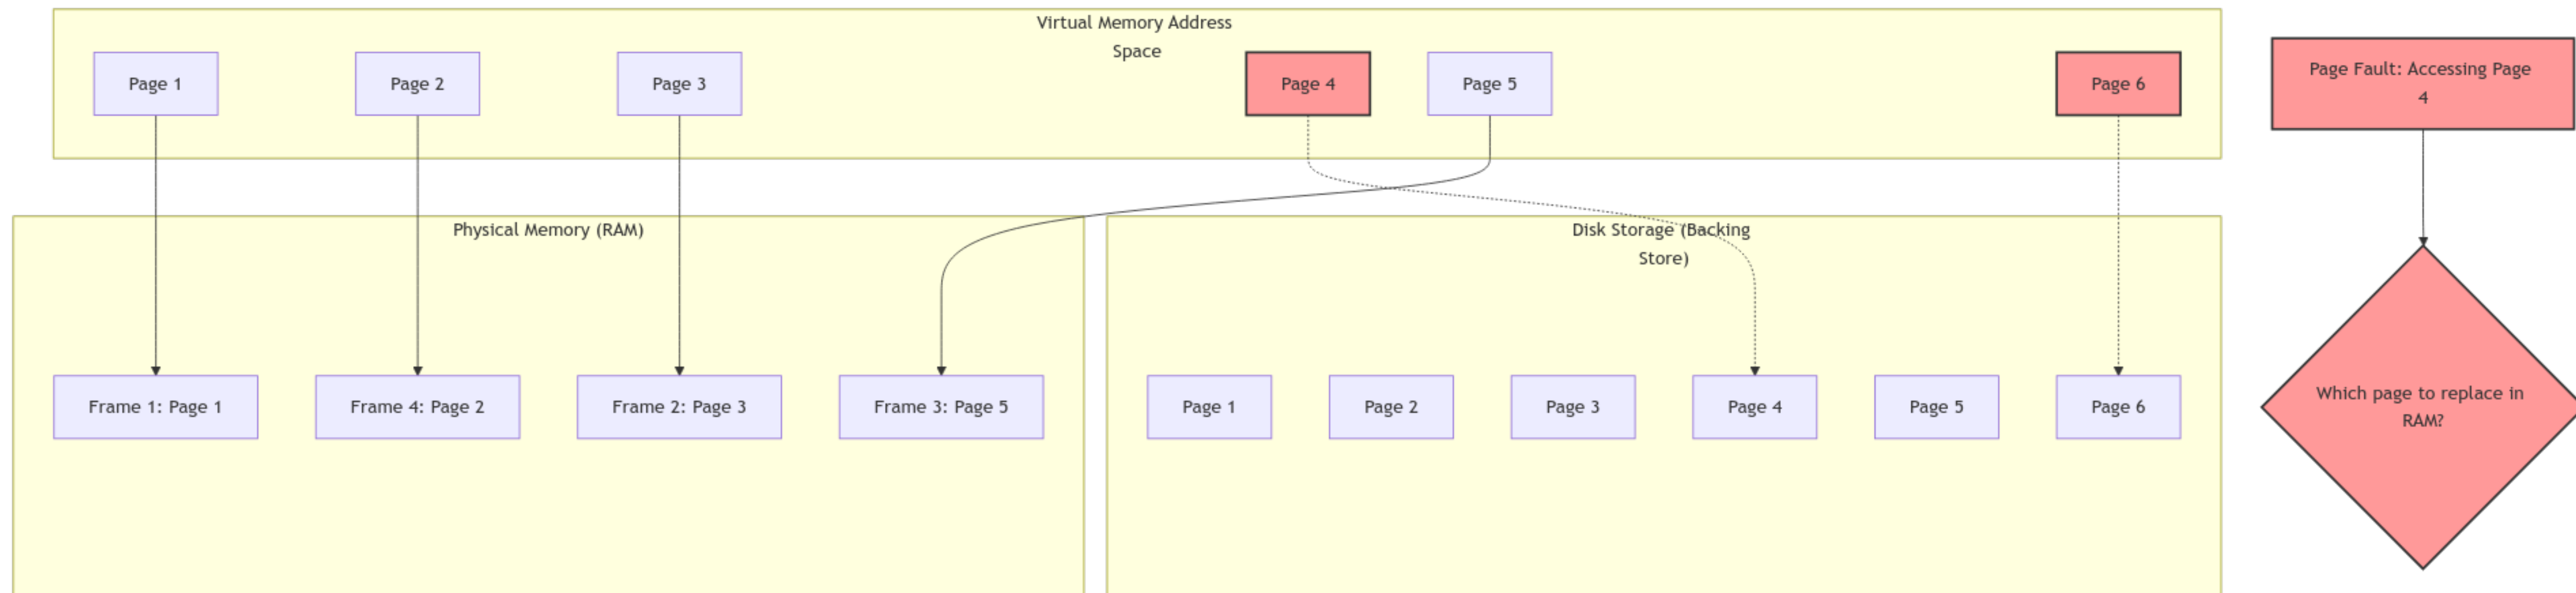 Virtual Memory Address
Space
Page 1
Page 2
Page 3
Page 4
Page 5
Page 6
Page Fault: Accessing Page
4
Physical Memory (RAM)
Disk Storage (Backing
Store)
Frame 1: Page 1
Frame 4: Page 2
Frame 2: Page 3
Frame 3: Page 5
Page 1
Page 2
Page 3
Page 4
Page 5
Page 6
Which page to replace in
RAM?